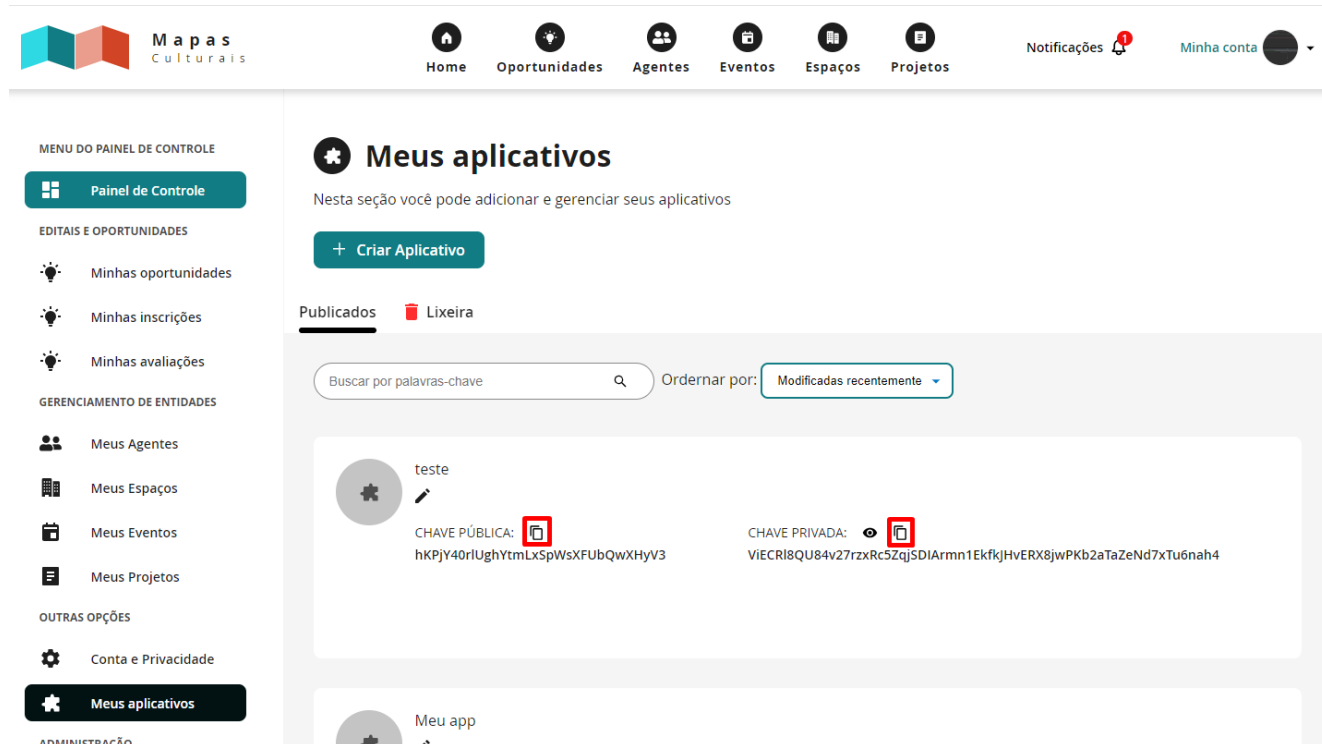 Mapas
Culturais
Home
Oportunidades
Agentes
Eventos
Espaços
Projetos
Notificações
1
Minha conta
MENU DO PAINEL DE CONTROLE
Painel de Controle
EDITAIS E OPORTUNIDADES
Minhas oportunidades
Minhas inscrições
Minhas avaliações
GERENCIAMENTO DE ENTIDADES
Meus Agentes
Meus Espaços
Meus Eventos
Meus Projetos
OUTRAS OPÇÕES
Conta e Privacidade
Meus aplicativos
ADMINISTRAÇÃO
Meus aplicativos
Nesta seção você pode adicionar e gerenciar seus aplicativos
+ Criar Aplicativo
Publicados
Lixeira
Buscar por palavras-chave
Ordernar por:
Modificadas recentemente
teste
CHAVE PÚBLICA:
hKPjY40rlUghYtmLxSpWsXFUbQwXHyV3
CHAVE PRIVADA:
ViECRl8QU84v27rzxRc5ZqjSDIArmn1EkfkJHvERX8jwPKb2aTaZeNd7xTu6nah4
Meu app